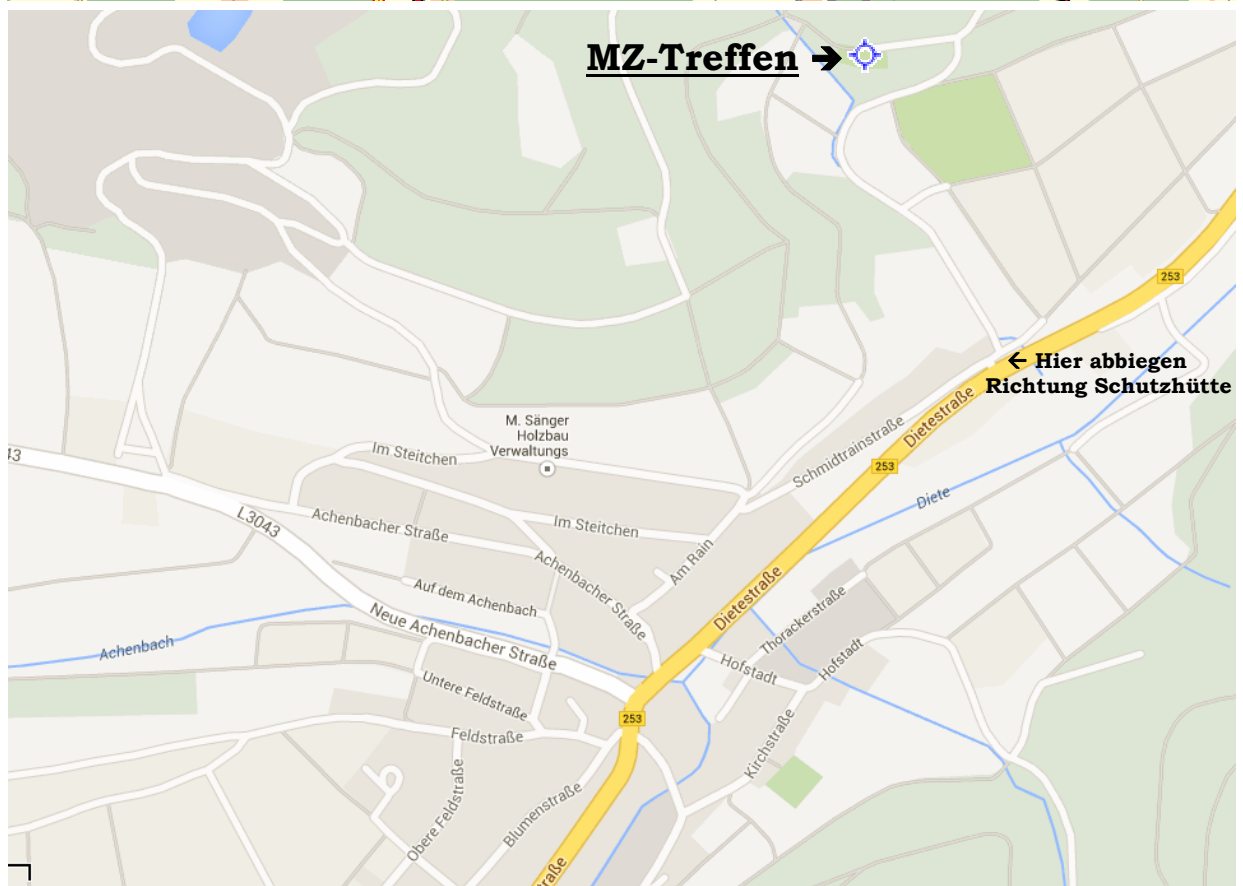 MZ-Treffen →
253
← Hier abbiegen
Richtung Schutzhütte
Dietestraße
M. Sänger
Holzbau
Verwaltungs
Im Steitchen
Schmidtrainstraße
253
43
L3043
Achenbacher Straße
Im Steitchen
Diete
Am Rain
Achenbacher Straße
Auf dem Achenbach
Dietestraße
Thorackerstraße
Neue Achenbacher Straße
Achenbach
Hofstadt
Hofstadt
Untere Feldstraße
253
Feldstraße
Kirchstraße
Obere Feldstraße
Blumenstraße
straße